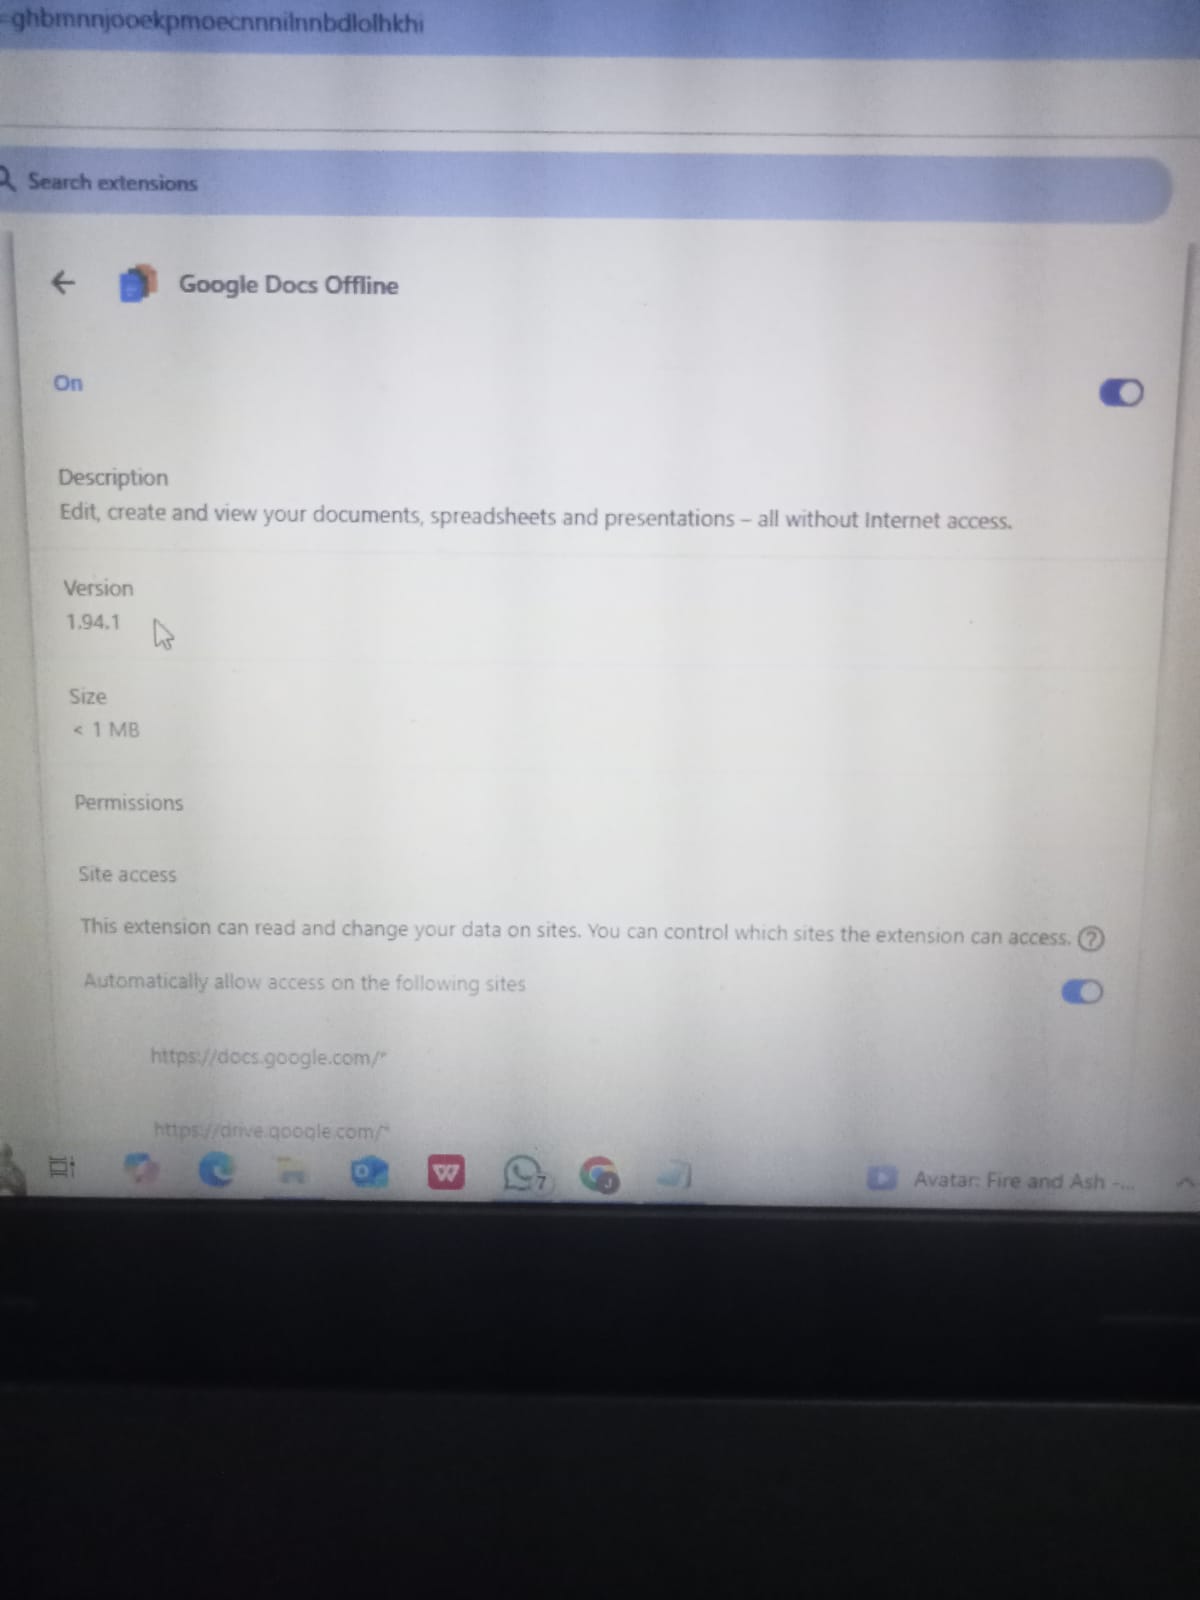 ghbmnnjooekpmoecnnnilnnbdlolhkhi
Search extensions
Google Docs Offline
On
Description
Edit, create and view your documents, spreadsheets and presentations – all without Internet access.
Version
1.94.1
Size
< 1 MB
Permissions
Site access
This extension can read and change your data on sites. You can control which sites the extension can access. ?
Automatically allow access on the following sites
https://docs.google.com/*
https://drive.google.com/*
W
7
J
Avatar: Fire and Ash -...